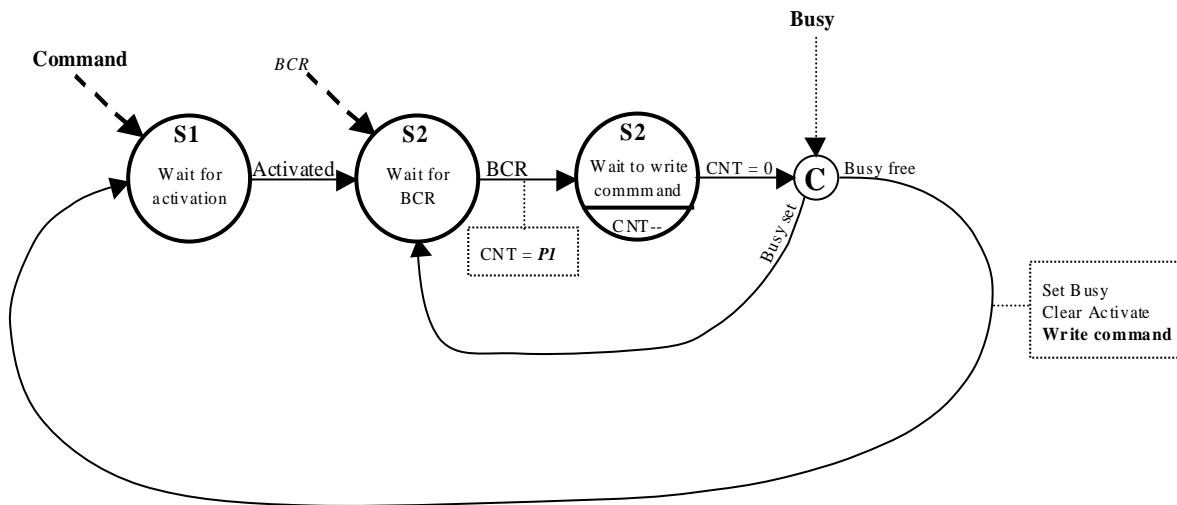 Busy
Command
BCR
S1
Wait for
activation
Activated
S2
Wait for
BCR
BCR
CNT = P1
S2
Wait to write
commmand
CNT--
CNT = 0
C
Busy free
Busy set
Set Busy
Clear Activate
Write command